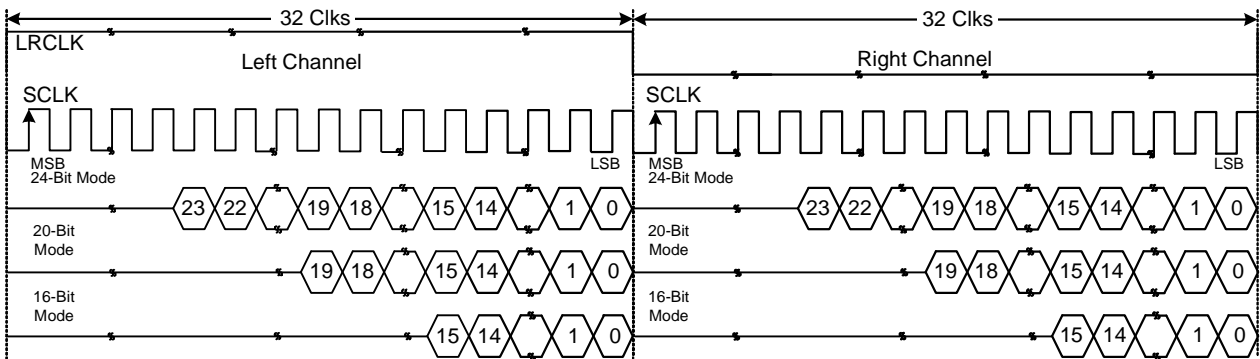 32 Clks 32 Clks
LRCLK
Left Channel Right Channel
SCLK SCLK
MSB LSB MSB LSB
24-Bit Mode 24-Bit Mode
23 22 19 18 15 14 1 0 23 22 19 18 15 14 1 0
20-Bit 20-Bit
Mode Mode
19 18 15 14 1 0 19 18 15 14 1 0
16-Bit 16-Bit
Mode Mode
15 14 1 0 15 14 1 0